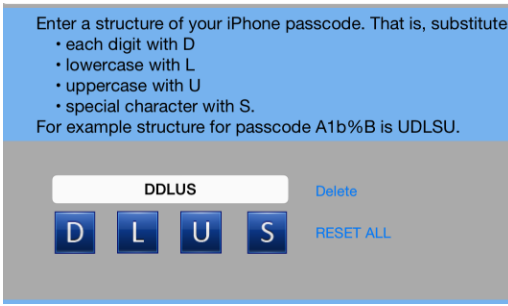 Enter a structure of your iPhone passcode. That is, substitute
• each digit with D
• lowercase with L
• uppercase with U
• special character with S.
For example structure for passcode A1b%B is UDLSU.
DDLUS
Delete
D L U S
RESET ALL